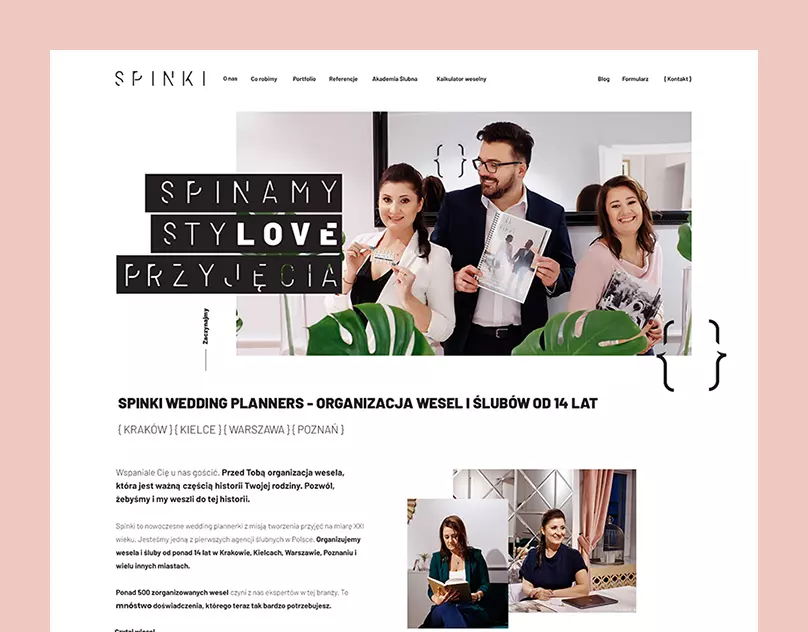 SPINKI
O nas
Co robimy
Portfolio
Referencje
Akademia Ślubna
Kalkulator weselny
Blog
Formularz
{ Kontakt }
SPINAMY
STYLOVE
PRZYJĘCIA
Zaczynajmy
SPINKI WEDDING PLANNERS - ORGANIZACJA WESEL I ŚLUBÓW OD 14 LAT
{ KRAKÓW } { KIELCE } { WARSZAWA } { POZNAŃ }
Wspaniale Cię u nas gościć. Przed Tobą organizacja wesela,
która jest ważną częścią historii Twojej rodziny. Pozwól,
żebyśmy i my weszli do tej historii.
Spinki to nowoczesne wedding plannerki z misją tworzenia przyjęć na miarę XXI
wieku. Jesteśmy jedną z pierwszych agencji ślubnych w Polsce. Organizujemy
wesela i śluby od ponad 14 lat w Krakowie, Kielcach, Warszawie, Poznaniu i
wielu innych miastach.
Ponad 500 zorganizowanych wesel czyni z nas ekspertów w tej branży. To
mnóstwo doświadczenia, którego teraz tak bardzo potrzebujesz.
Czytaj więcej